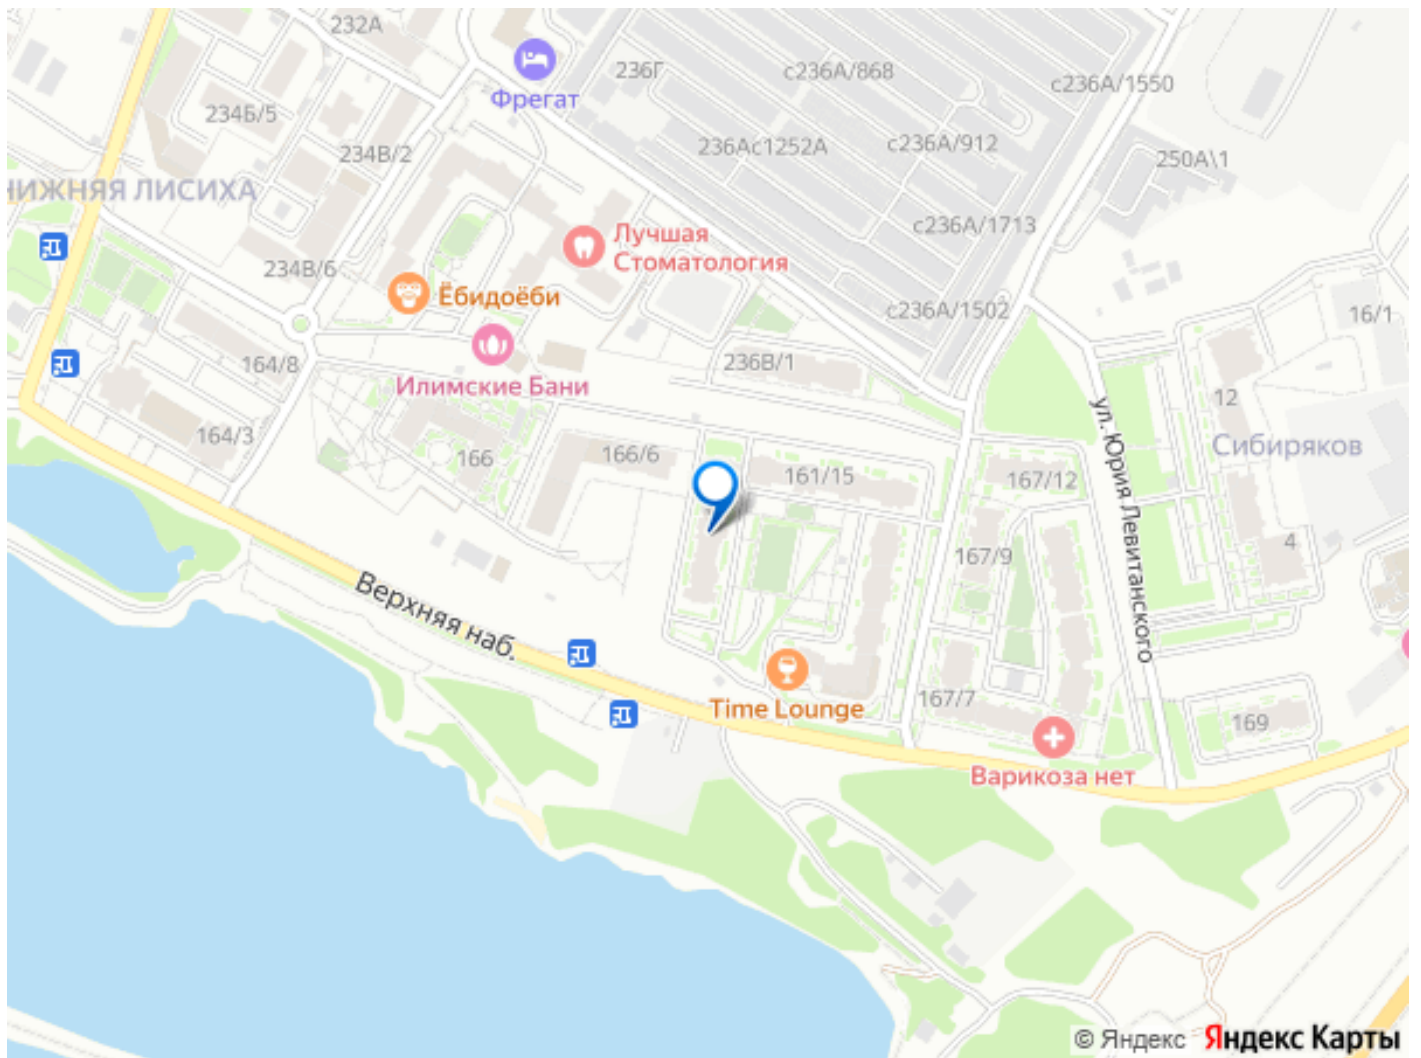 232А
236Г
с236А/868
с236А/1550
Фрегат
234Б/5
234В/2
236Ас1252А
с236А/912
250А\1
НИЖНЯЯ ЛИСИХА
с236А/1713
Лучшая
Стоматология
234В/6
Ёбидоёби
с236А/1502
16/1
164/8
Илимские Бани
236В/1
12
ул. Юрия Левитанского
164/3
166
166/6
161/15
167/12
Сибиряков
167/9
4
Верхняя наб.
Time Lounge
167/7
169
Варикоза нет
© Яндекс Яндекс Карты